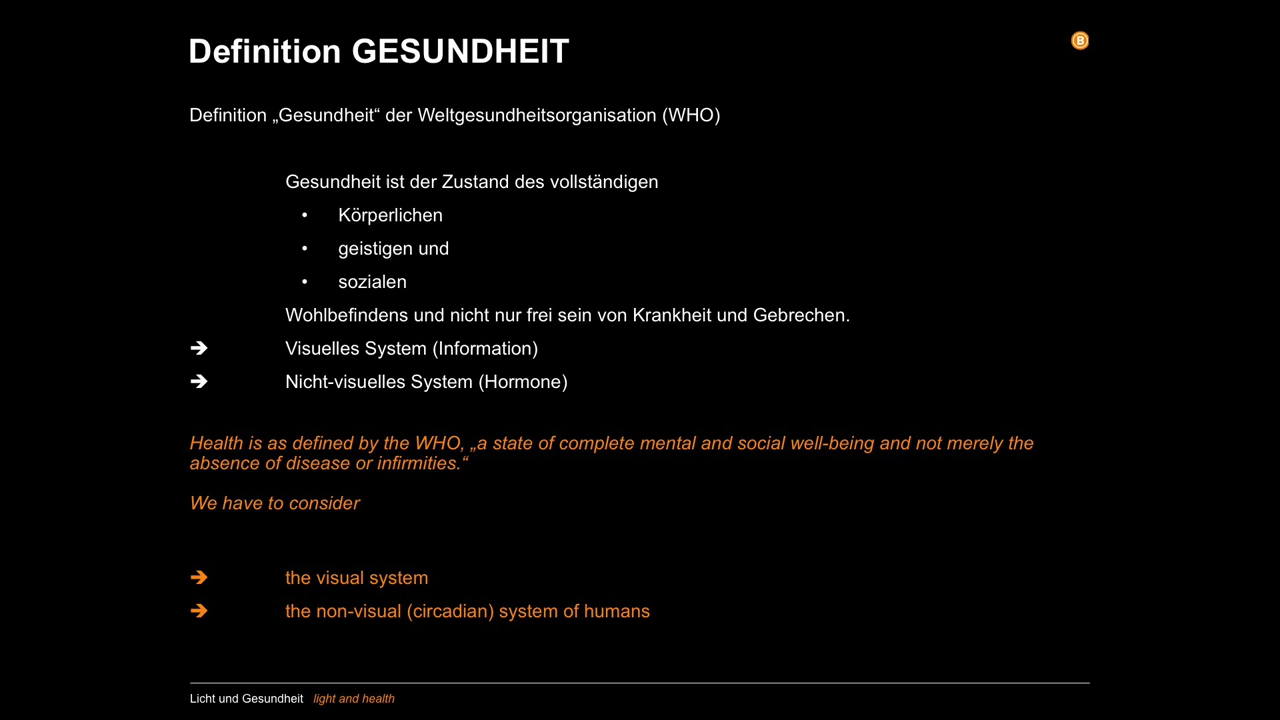 Definition GESUNDHEIT
B
Definition „Gesundheit“ der Weltgesundheitsorganisation (WHO)
Gesundheit ist der Zustand des vollständigen
• Körperlichen
• geistigen und
• sozialen
Wohlbefindens und nicht nur frei sein von Krankheit und Gebrechen.
➔ Visuelles System (Information)
➔ Nicht-visuelles System (Hormone)
Health is as defined by the WHO, „a state of complete mental and social well-being and not merely the
absence of disease or infirmities.“
We have to consider
➔ the visual system
➔ the non-visual (circadian) system of humans
Licht und Gesundheit light and health